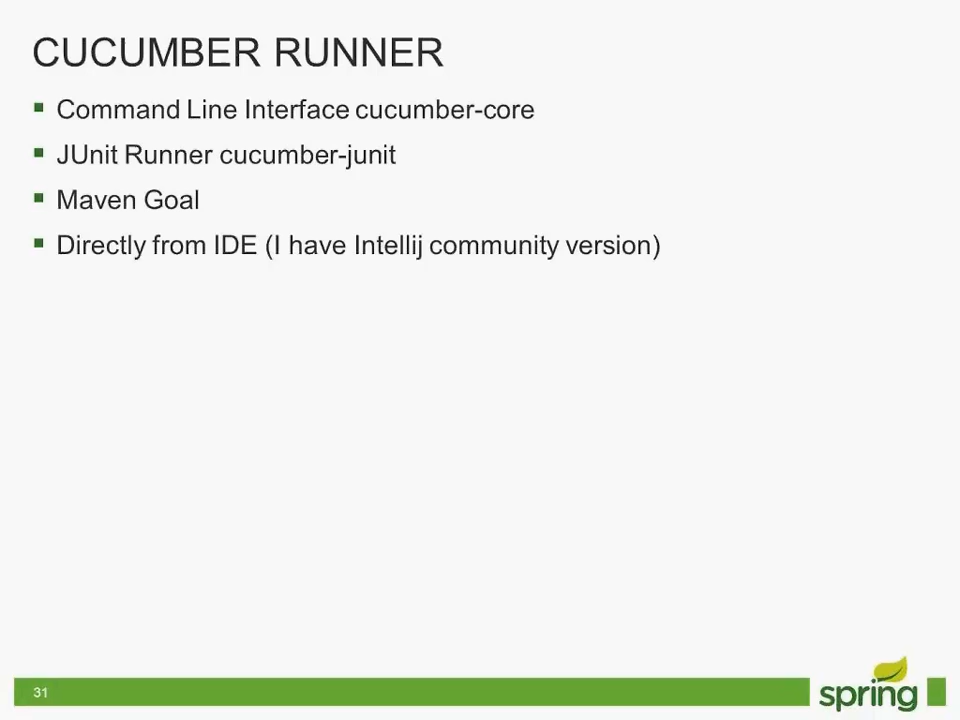 CUCUMBER RUNNER
Command Line Interface cucumber-core
JUnit Runner cucumber-junit
Maven Goal
Directly from IDE (I have Intellij community version)
31
spring